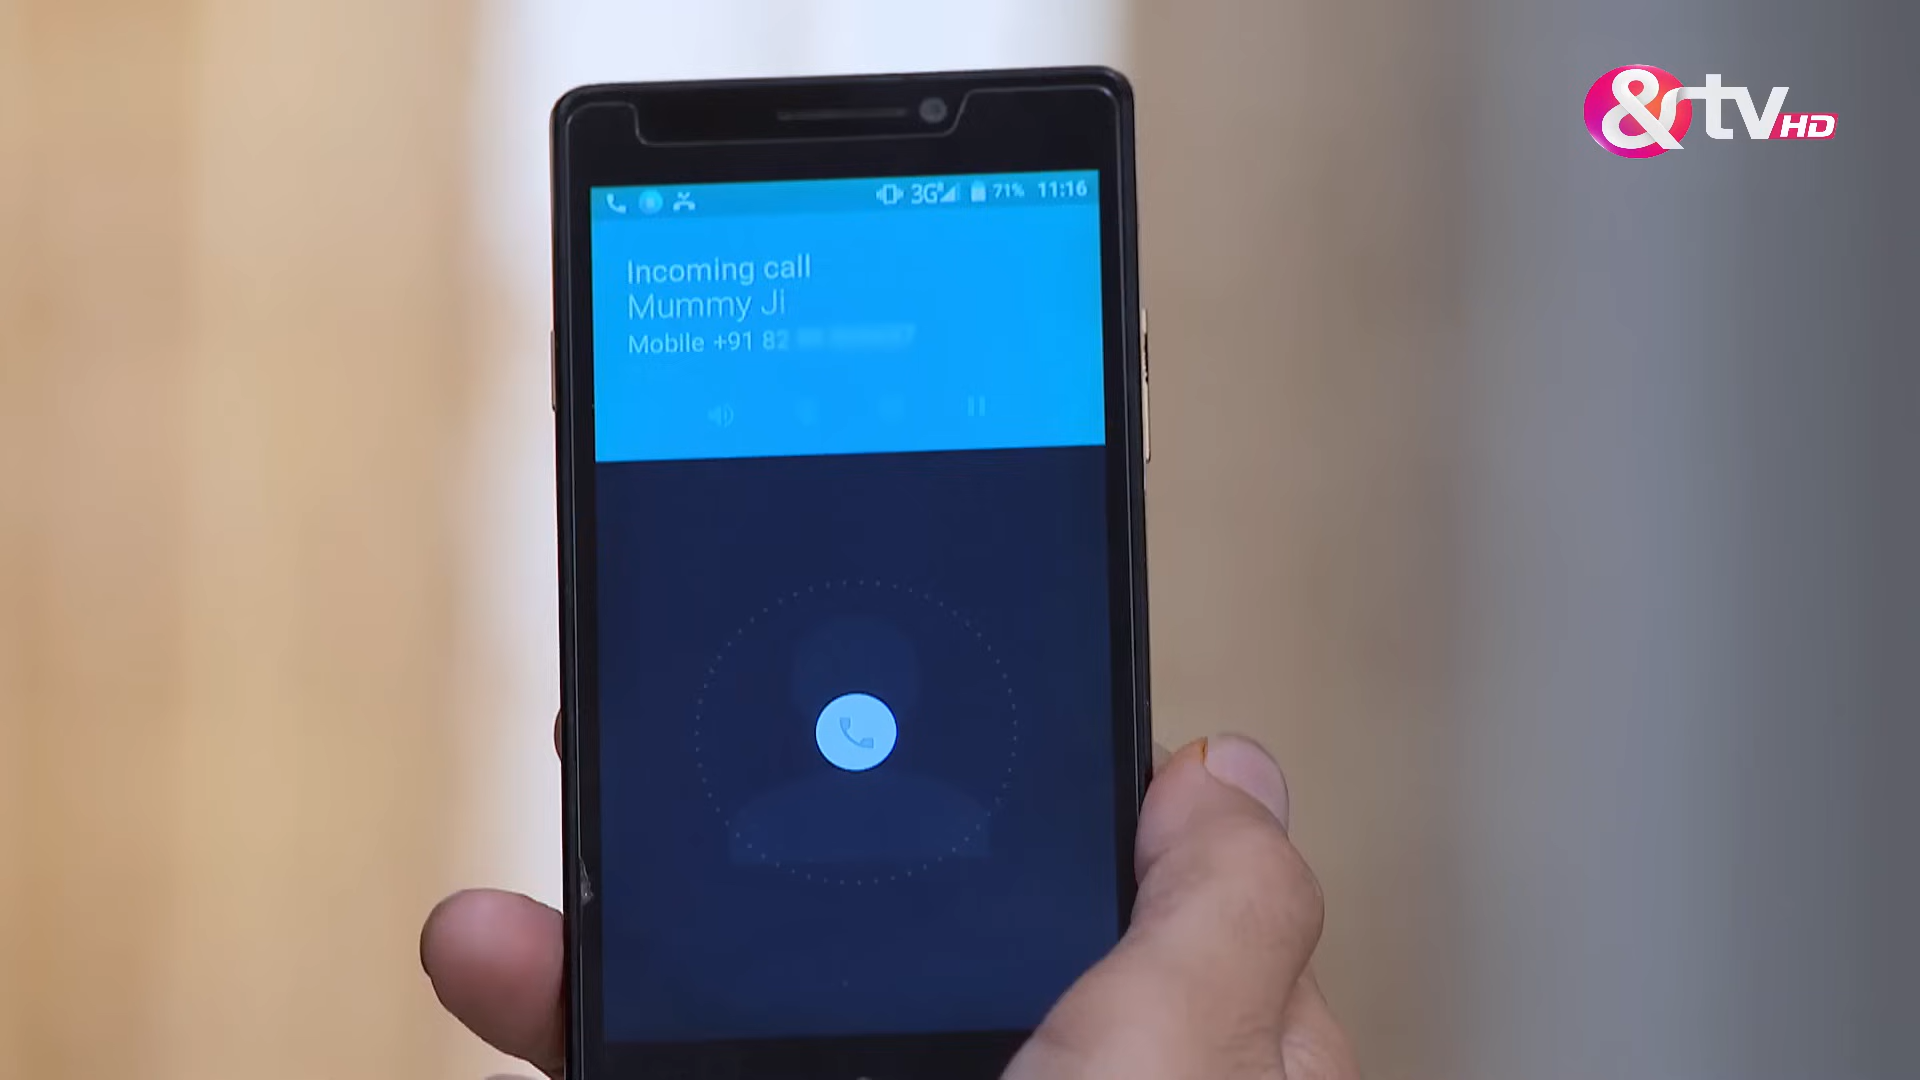 &tv HD
3G 71% 11:16
Incoming call
Mummy Ji
Mobile +91 82